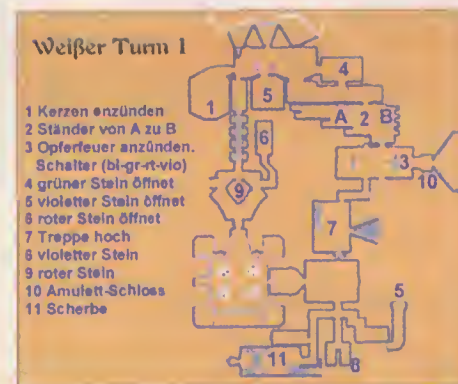 Weißer Turm 1
1 Kerzen anzünden
2 Ständer von A zu B
3 Opferfeuer anzünden.
Schalter (bl-gr-rt-vio)
4 grüner Stein öffnet
5 violetter Stein öffnet
6 roter Stein öffnet
7 Treppe hoch
6 violetter Stein
9 roter Stein
10 Amulett-Schloss
11 Scherbe
4
1
5
A
2
B
6
3
10
9
7
5
11
8